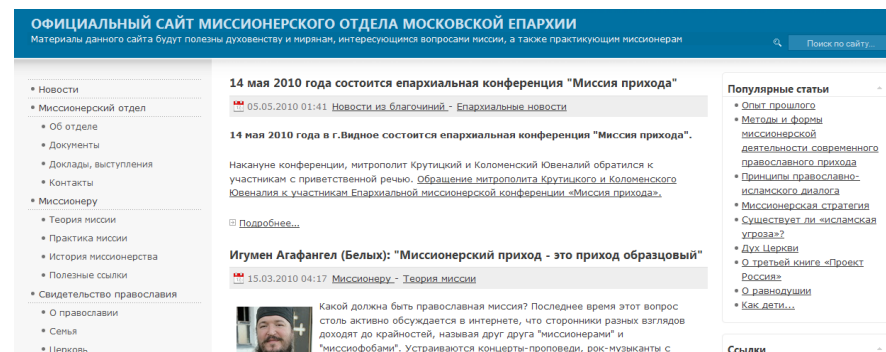 ОФИЦИАЛЬНЫЙ САЙТ МИССИОНЕРСКОГО ОТДЕЛА МОСКОВСКОЙ ЕПАРХИИ
Материалы данного сайта будут полезны духовенству и мирянам, интересующимся вопросами миссии, а также практикующим миссионерам
Поиск по сайту...
Новости
Миссионерский отдел
Об отделе
Документы
Доклады, выступления
Контакты
Миссионеру
Теория миссии
Практика миссии
История миссионерства
Полезные ссылки
Свидетельство православия
О православии
Семья
Церковь
14 мая 2010 года состоится епархиальная конференция "Миссия прихода"
05.05.2010 01:41 Новости из благочиний - Епархиальные новости
14 мая 2010 года в г.Видное состоится епархиальная конференция "Миссия прихода".
Накануне конференции, митрополит Крутицкий и Коломенский Ювеналий обратился к
участникам с приветственной речью. Обращение митрополита Крутицкого и Коломенского
Ювеналия к участникам Епархиальной миссионерской конференции «Миссия прихода».
Подробнее...
Игумен Агафангел (Белых): "Миссионерский приход - это приход образцовый"
15.03.2010 04:17 Миссионеру - Теория миссии
Какой должна быть православная миссия? Последнее время этот вопрос
столь активно обсуждается в интернете, что сторонники разных взглядов
доходят до крайностей, называя друг друга "миссионерами" и
"миссиофобами". Устраиваются концерты-проповеди, рок-музыканты с
Популярные статьи
Опыт прошлого
Методы и формы
миссионерской
деятельности современного
православного прихода
Принципы православно-
исламского диалога
Миссионерская стратегия
Существует ли «исламская
угроза»?
Дух Церкви
О третьей книге «Проект
Россия»
О равнодушии
Как дети...
Ссылки